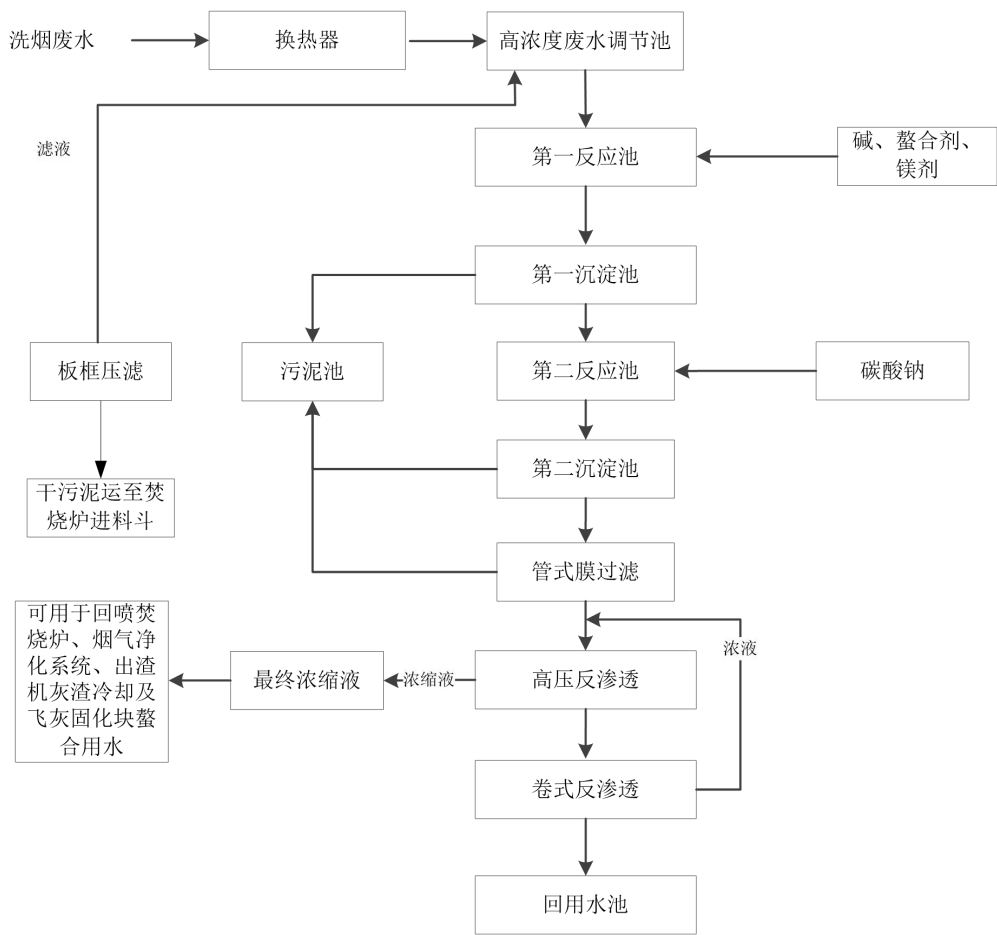 洗烟废水
换热器
高浓度废水调节池
滤液
第一反应池
碱、螯合剂、
镁剂
第一沉淀池
板框压滤
污泥池
第二反应池
碳酸钠
第二沉淀池
干污泥运至焚
烧炉进料斗
管式膜过滤
可用于回喷焚
烧炉、烟气净
化系统、出渣
机灰渣冷却及
飞灰固化块螯
合用水
最终浓缩液
浓缩液
高压反渗透
浓液
卷式反渗透
回用水池